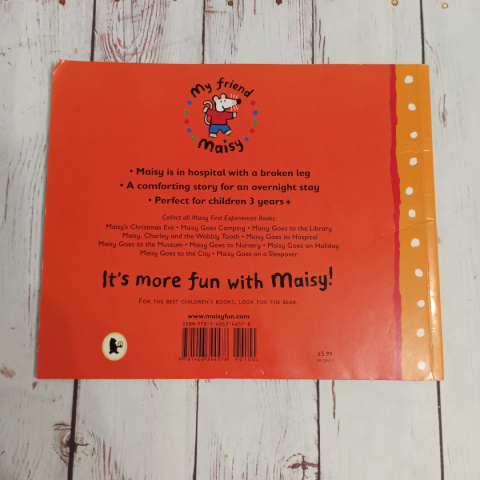 My friend
Maisy
• Maisy is in hospital with a broken leg
• A comforting story for an overnight stay
• Perfect for children 3 years+
Collect all Maisy First Experiences Books:
Maisy's Christmas Eve • Maisy Goes Camping • Maisy Goes to the Library
Maisy, Charley and the Wobbly Tooth • Maisy Goes to Hospital
Maisy Goes to the Museum • Maisy Goes to Nursery • Maisy Goes on Holiday
Maisy Goes to the City • Maisy Goes on a Sleepover
It's more fun with Maisy!
FOR THE BEST CHILDREN'S BOOKS, LOOK FOR THE BEAR.
www.maisyfun.com
£5.99